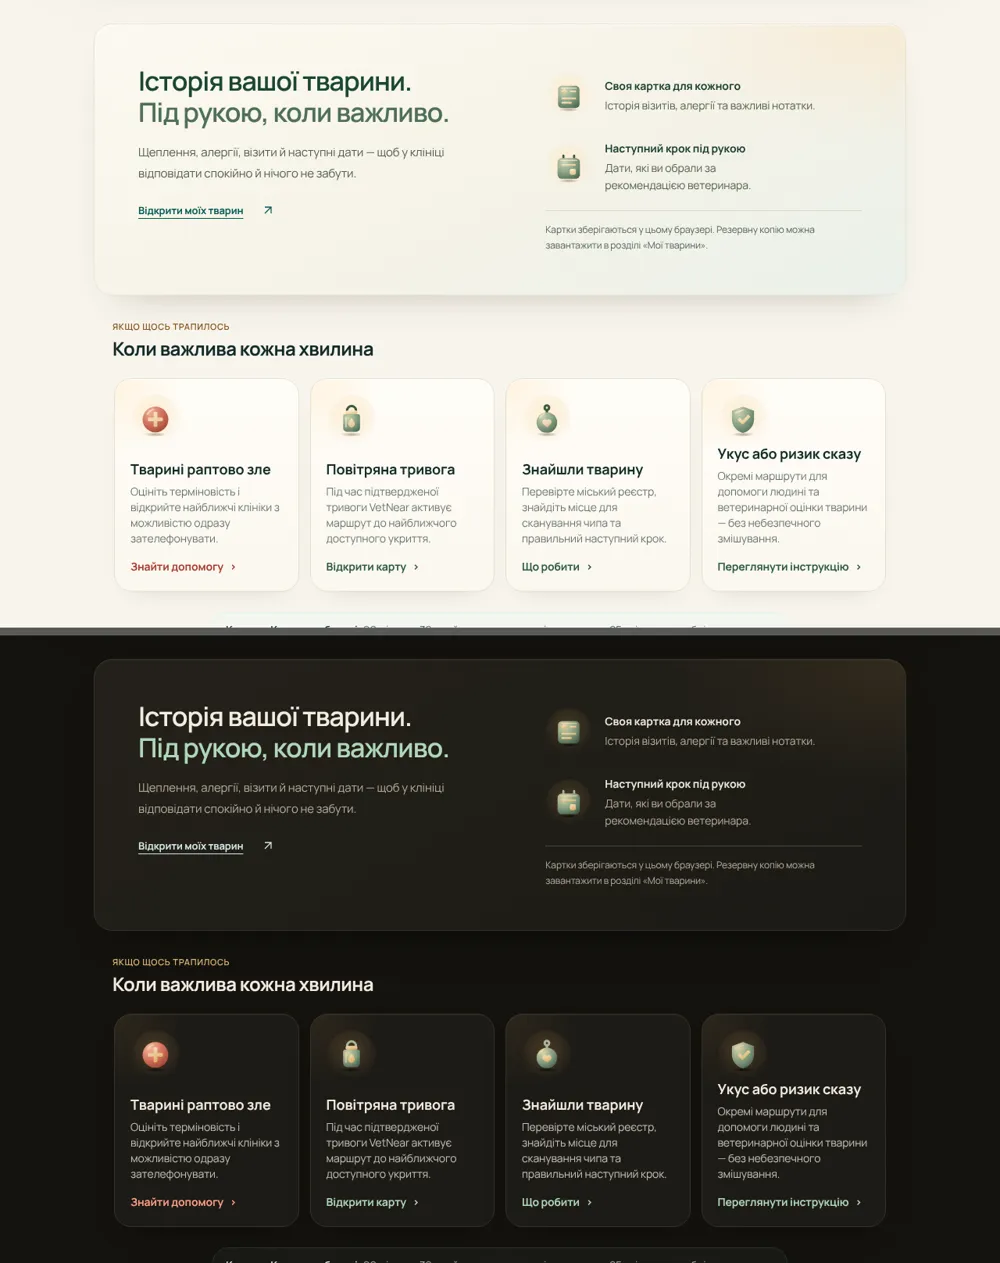 Історія вашої тварини.
Під рукою, коли важливо.
Щеплення, алергії, візити й наступні дати — щоб у клініці
відповідати спокійно й нічого не забути.
Відкрити моїх тварин
Своя картка для кожного
Історія візитів, алергії та важливі нотатки.
Наступний крок під рукою
Дати, які ви обрали за
рекомендацією ветеринара.
Картки зберігаються у цьому браузері. Резервну копію можна
завантажити в розділі «Мої тварини».
ЯКЩО ЩОСЬ ТРАПИЛОСЬ
Коли важлива кожна хвилина
Тварині раптово зле
Оцініть терміновість і
відкрийте найближчі клініки з
можливістю одразу
зателефонувати.
Знайти допомогу ›
Повітряна тривога
Під час підтвердженої
тривоги VetNear активує
маршрут до найближчого
доступного укриття.
Відкрити карту ›
Знайшли тварину
Перевірте міський реєстр,
знайдіть місце для
сканування чипа та
правильний наступний крок.
Що робити ›
Укус або ризик сказу
Окремі маршрути для
допомоги людині та
ветеринарної оцінки тварини
— без небезпечного
змішування.
Переглянути інструкцію ›
Історія вашої тварини.
Під рукою, коли важливо.
Щеплення, алергії, візити й наступні дати — щоб у клініці
відповідати спокійно й нічого не забути.
Відкрити моїх тварин
Своя картка для кожного
Історія візитів, алергії та важливі нотатки.
Наступний крок під рукою
Дати, які ви обрали за
рекомендацією ветеринара.
Картки зберігаються у цьому браузері. Резервну копію можна
завантажити в розділі «Мої тварини».
ЯКЩО ЩОСЬ ТРАПИЛОСЬ
Коли важлива кожна хвилина
Тварині раптово зле
Оцініть терміновість і
відкрийте найближчі клініки з
можливістю одразу
зателефонувати.
Знайти допомогу ›
Повітряна тривога
Під час підтвердженої
тривоги VetNear активує
маршрут до найближчого
доступного укриття.
Відкрити карту ›
Знайшли тварину
Перевірте міський реєстр,
знайдіть місце для
сканування чипа та
правильний наступний крок.
Що робити ›
Укус або ризик сказу
Окремі маршрути для
допомоги людині та
ветеринарної оцінки тварини
— без небезпечного
змішування.
Переглянути інструкцію ›